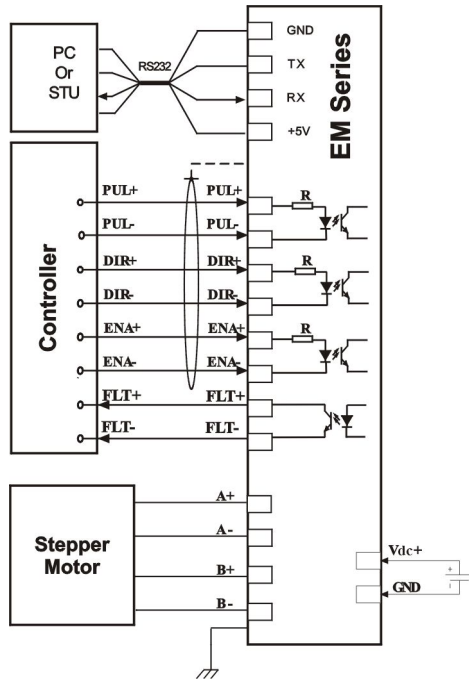 PC
Or
STU
RS232
GND
TX
RX
+5V
EM Series
Controller
PUL+ PUL+ R
PUL- PUL-
DIR+ DIR+ R
DIR- DIR-
ENA+ ENA+ R
ENA- ENA-
FLT+ FLT+
FLT- FLT-
Stepper
Motor
A+
A-
B+
B-
Vdc+
+
-
GND